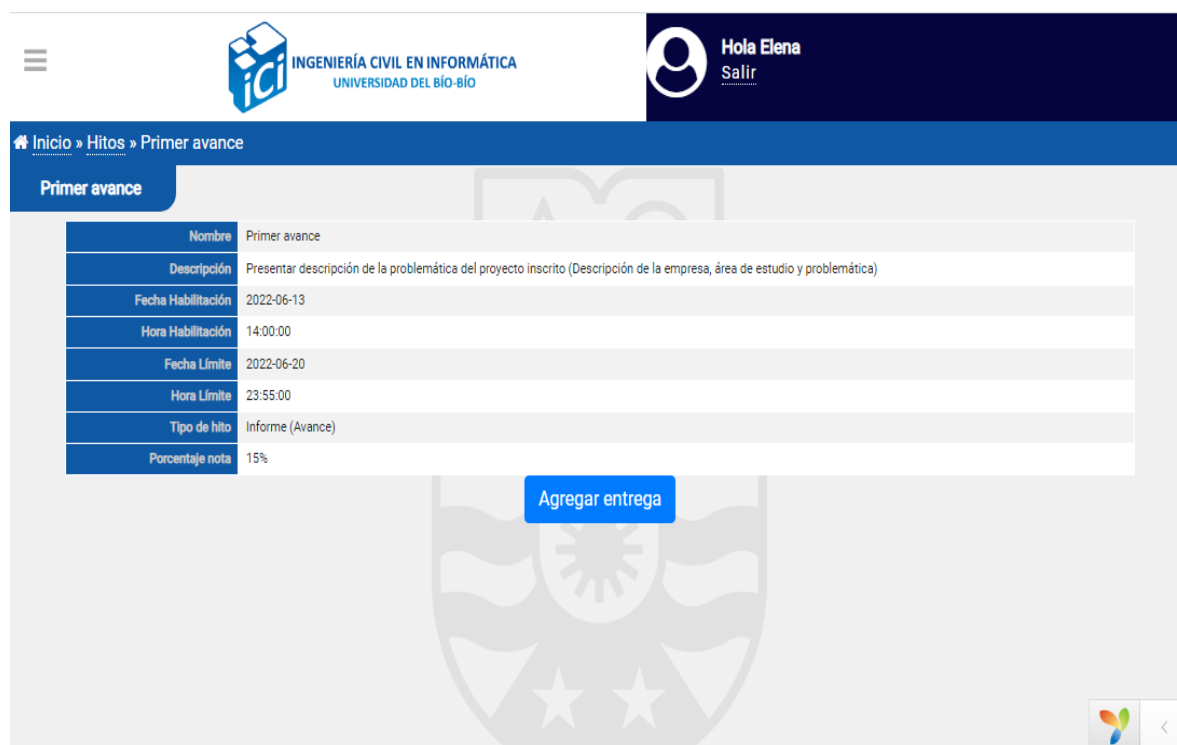 ici
INGENIERÍA CIVIL EN INFORMÁTICA
UNIVERSIDAD DEL BÍO-BÍO
Hola Elena
Salir
Inicio » Hitos » Primer avance
Primer avance
Nombre Primer avance
Descripción Presentar descripción de la problemática del proyecto inscrito (Descripción de la empresa, área de estudio y problemática)
Fecha Habilitación 2022-06-13
Hora Habilitación 14:00:00
Fecha Límite 2022-06-20
Hora Límite 23:55:00
Tipo de hito Informe (Avance)
Porcentaje nota 15%
Agregar entrega